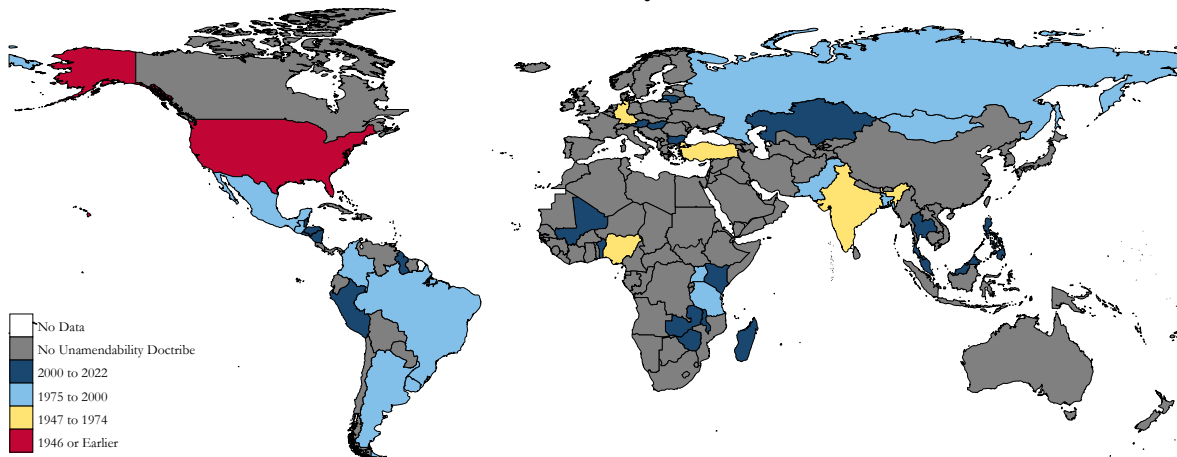 No Data
No Unamendability Doctribe
2000 to 2022
1975 to 2000
1947 to 1974
1946 or Earlier